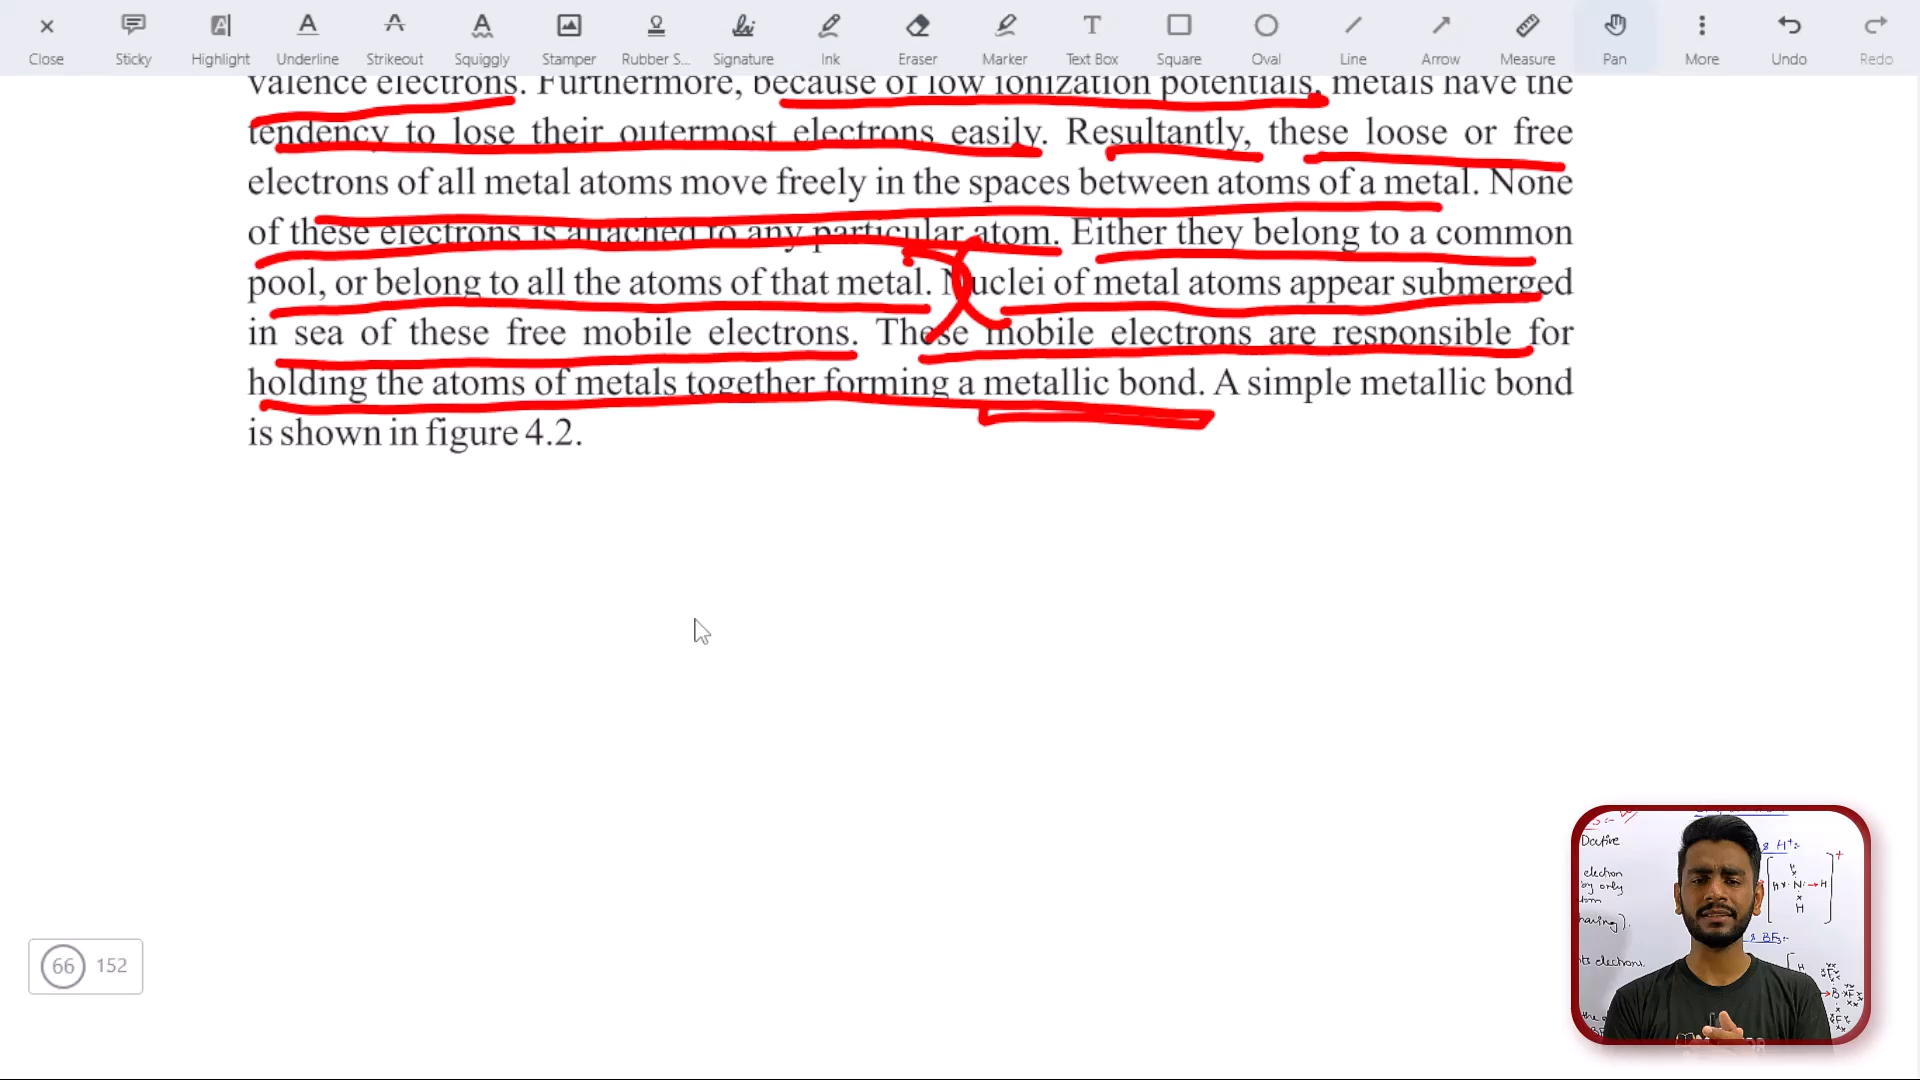 Close Sticky Highlight Underline Strikeout Squiggly Stamper Rubber S... Signature Ink Eraser Marker Text Box Square Oval Line Arrow Measure Pan More Undo Redo
valence electrons. Furthermore, because of low ionization potentials, metals have the
tendency to lose their outermost electrons easily. Resultantly, these loose or free
electrons of all metal atoms move freely in the spaces between atoms of a metal. None
of these electrons is attached to any particular atom. Either they belong to a common
pool, or belong to all the atoms of that metal. Nuclei of metal atoms appear submerged
in sea of these free mobile electrons. These mobile electrons are responsible for
holding the atoms of metals together forming a metallic bond. A simple metallic bond
is shown in figure 4.2.
66 152
Dative
& H⁺:-
electron
by only
H
H N → H
H
+
& BF₃:-
electrons
H
B F